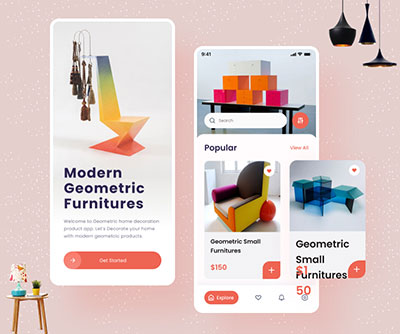 Modern
Geometric
Furnitures
Welcome to Geometric home decoration
product app. Let's Decorate your home
with modern geometric products.
Get Started
9:41
Search
Popular
View All
Geometric Small
Furnitures
$150
Geometric
Small
Furnitures
$1
50
Explore